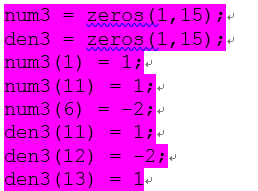 num3 = zeros(1,15);
den3 = zeros(1,15);
num3(1) = 1;
num3(11) = 1;
num3(6) = -2;
den3(11) = 1;
den3(12) = -2;
den3(13) = 1